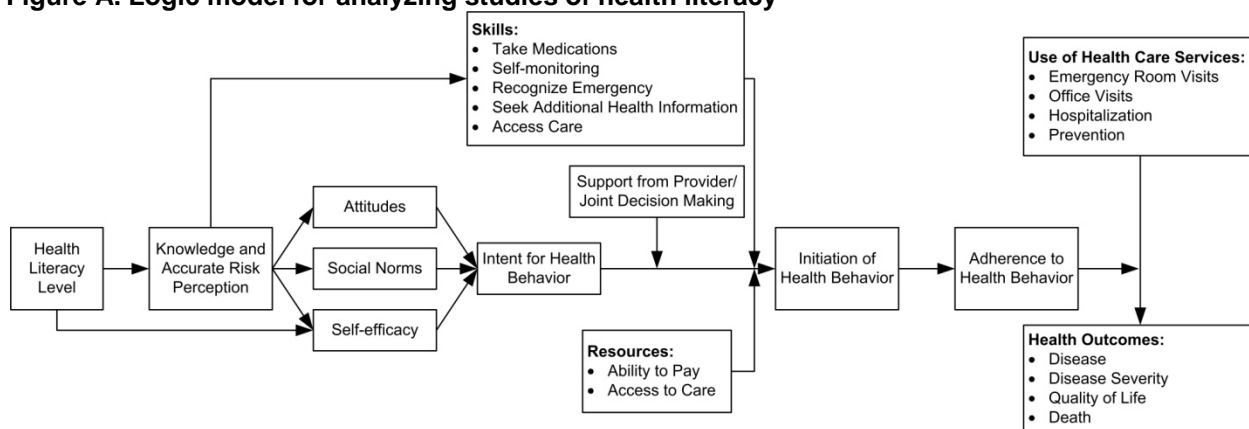 Figure A. Logic model for analyzing studies of health literacy
Skills:
• Take Medications
• Self-monitoring
• Recognize Emergency
• Seek Additional Health Information
• Access Care
Use of Health Care Services:
• Emergency Room Visits
• Office Visits
• Hospitalization
• Prevention
Support from Provider/
Joint Decision Making
Health
Literacy
Level
Knowledge and
Accurate Risk
Perception
Attitudes
Social Norms
Self-efficacy
Intent for Health
Behavior
Initiation of
Health Behavior
Adherence to
Health Behavior
Resources:
• Ability to Pay
• Access to Care
Health Outcomes:
• Disease
• Disease Severity
• Quality of Life
• Death